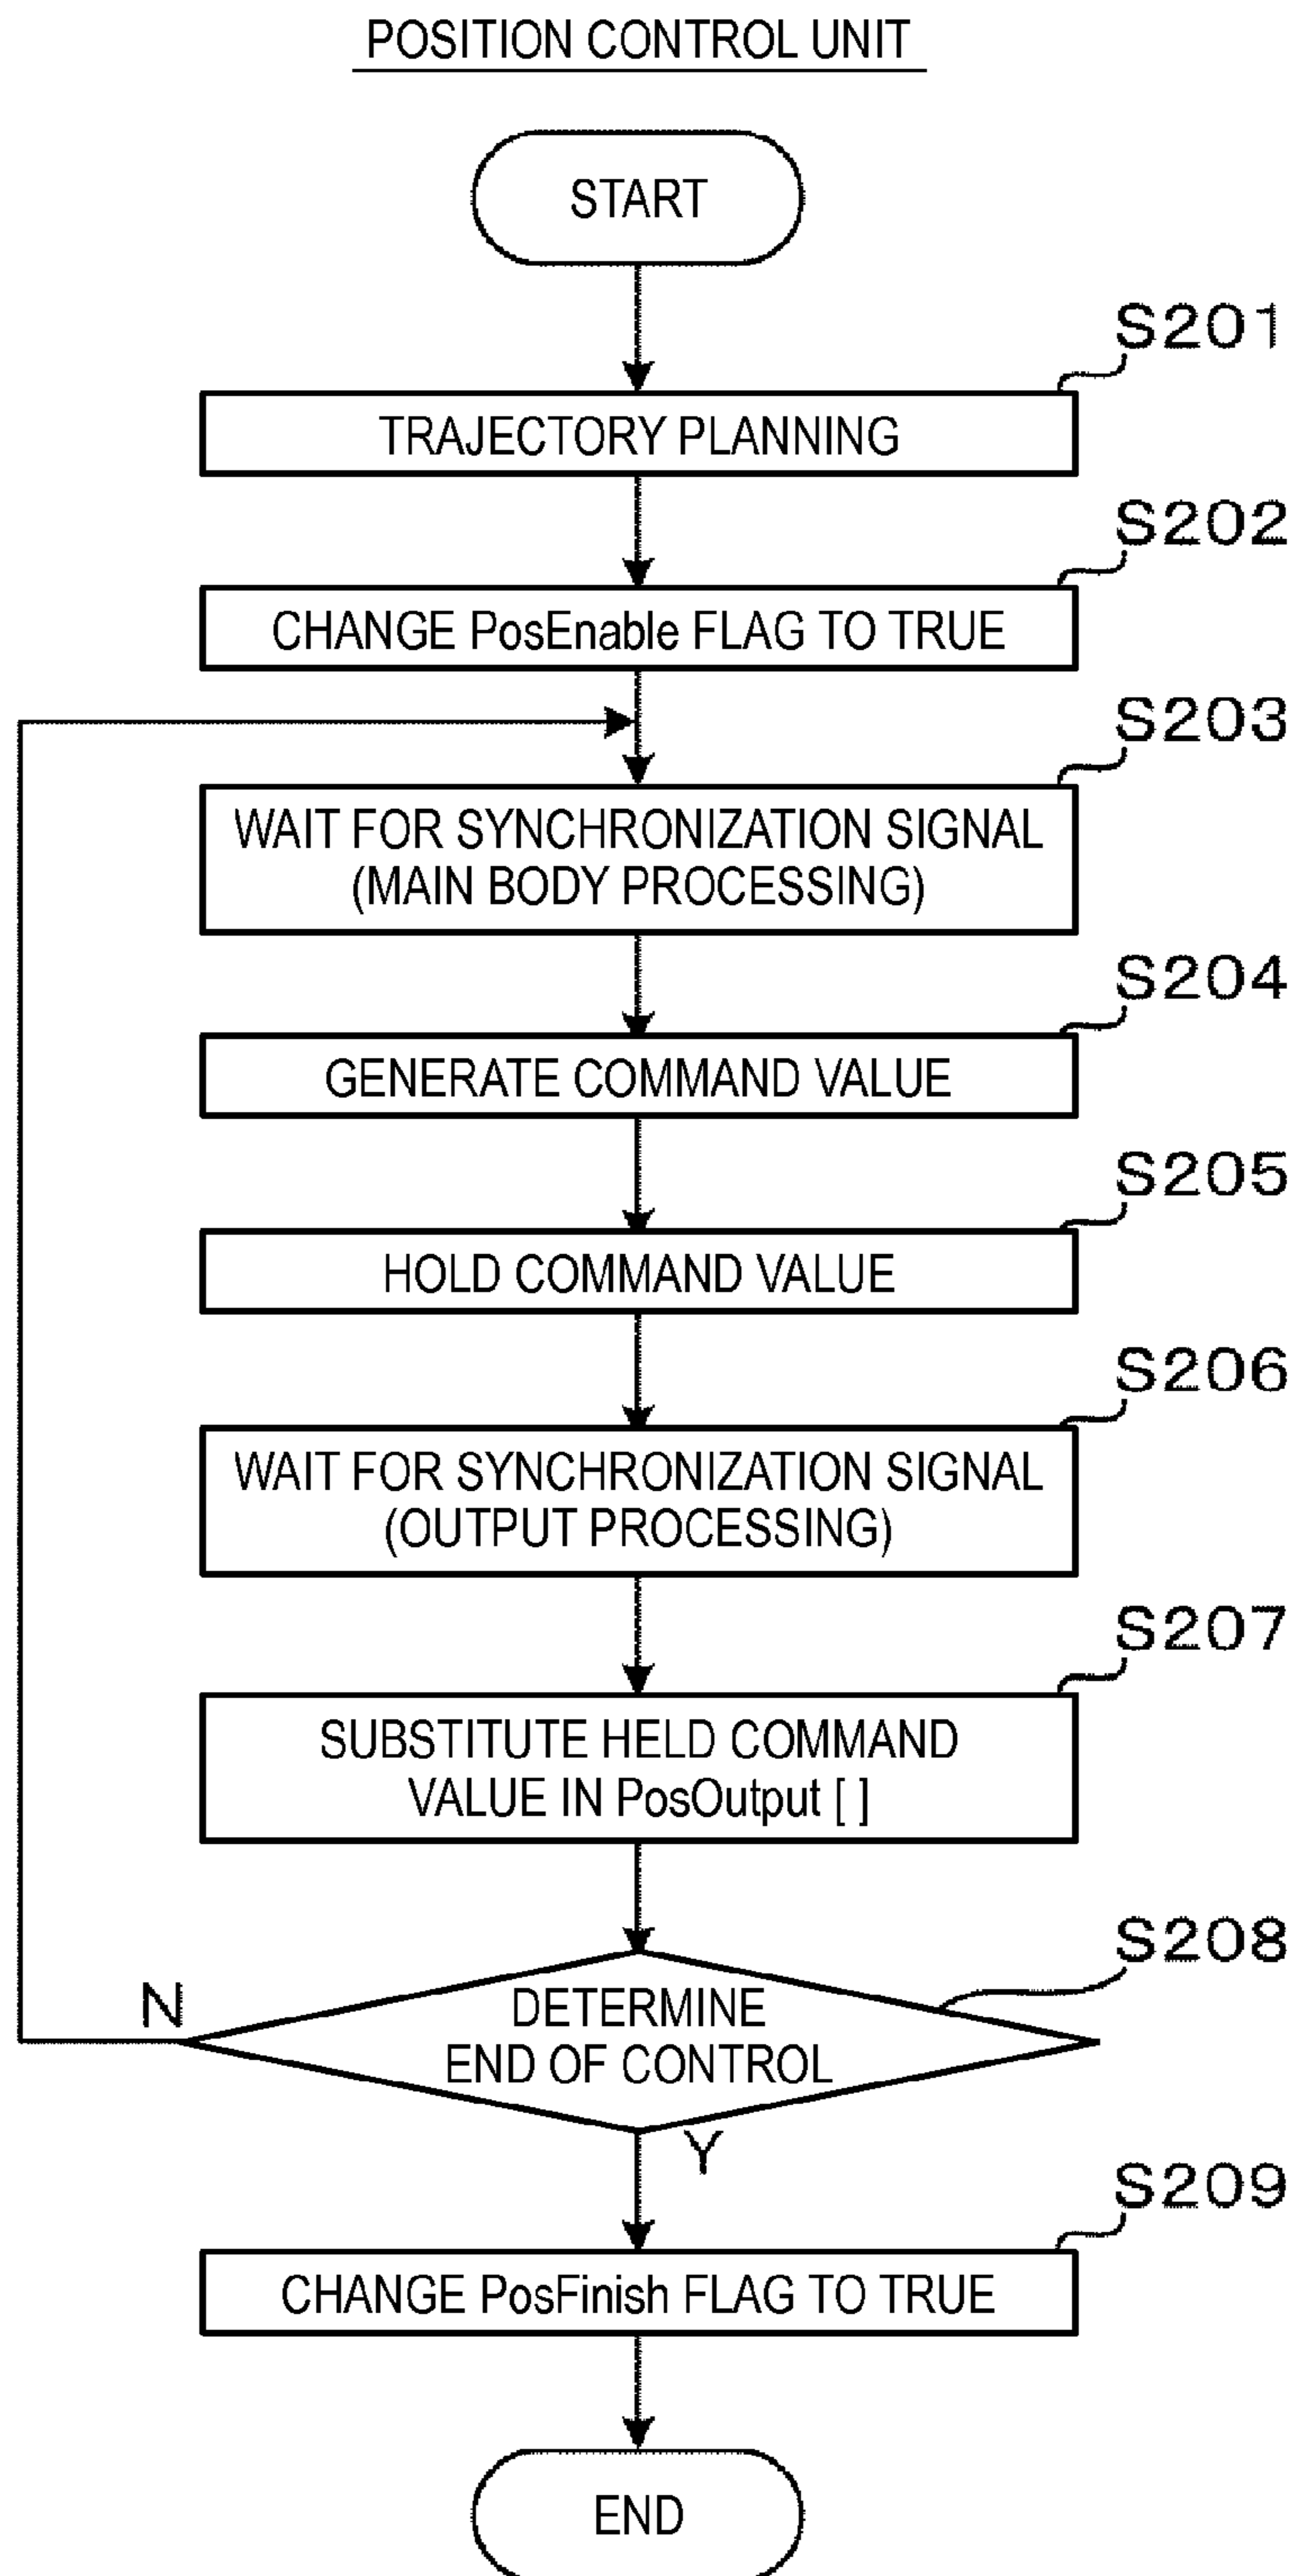 POSITION CONTROL UNIT
START
S201
TRAJECTORY PLANNING
S202
CHANGE PosEnable FLAG TO TRUE
S203
WAIT FOR SYNCHRONIZATION SIGNAL
(MAIN BODY PROCESSING)
S204
GENERATE COMMAND VALUE
S205
HOLD COMMAND VALUE
S206
WAIT FOR SYNCHRONIZATION SIGNAL
(OUTPUT PROCESSING)
S207
SUBSTITUTE HELD COMMAND
VALUE IN PosOutput [ ]
S208
N
DETERMINE
END OF CONTROL
Y
S209
CHANGE PosFinish FLAG TO TRUE
END